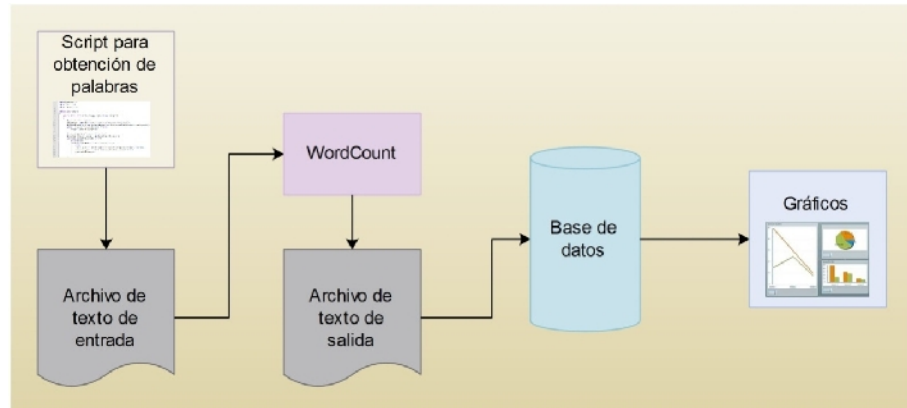 Script para
obtención de
palabras
Archivo de
texto de
entrada
WordCount
Archivo de
texto de
salida
Base de
datos
Gráficos